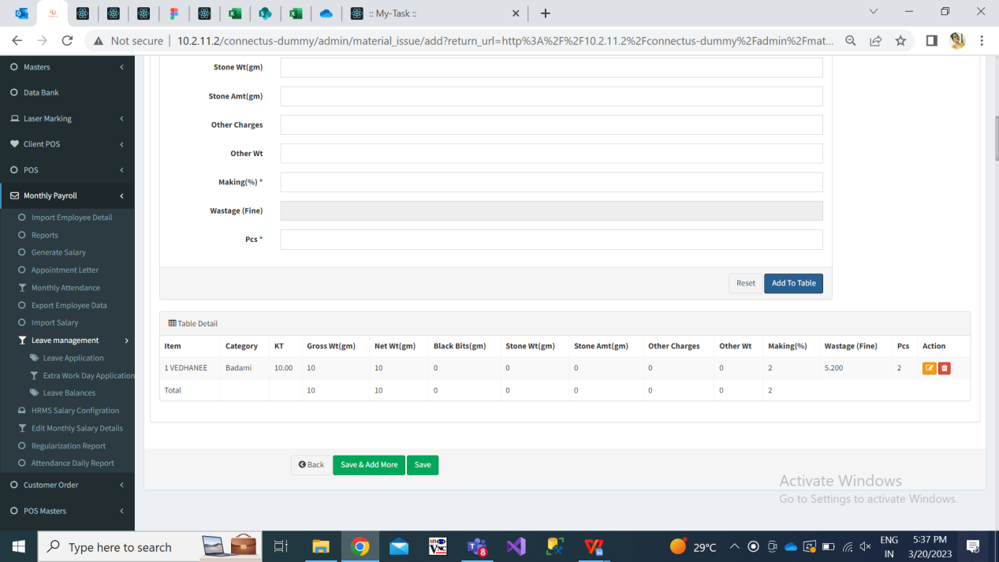 :: My-Task ::
Not secure
10.2.11.2/connectus-dummy/admin/material_issue/add?return_url=http%3A%2F%2F10.2.11.2%2Fconnectus-dummy%2Fadmin%2Fmat...
Masters
Data Bank
Laser Marking
Client POS
POS
Monthly Payroll
Import Employee Detail
Reports
Generate Salary
Appointment Letter
Monthly Attendance
Export Employee Data
Import Salary
Leave management
Leave Application
Extra Work Day Application
Leave Balances
HRMS Salary Configration
Edit Monthly Salary Details
Regularization Report
Attendance Daily Report
Customer Order
POS Masters
Stone Wt(gm)
Stone Amt(gm)
Other Charges
Other Wt
Making(%) *
Wastage (Fine)
Pcs *
Reset Add To Table
Table Detail
Item Category KT Gross Wt(gm) Net Wt(gm) Black Bits(gm) Stone Wt(gm) Stone Amt(gm) Other Charges Other Wt Making(%) Wastage (Fine) Pcs Action
1 VEDHANEE Badami 10.00 10 10 0 0 0 0 0 2 5.200 2
Total 10 10 0 0 0 0 0 2
Back Save & Add More Save
Activate Windows
Go to Settings to activate Windows.
Type here to search
8
29°C
ENG
IN
5:37 PM
3/20/2023